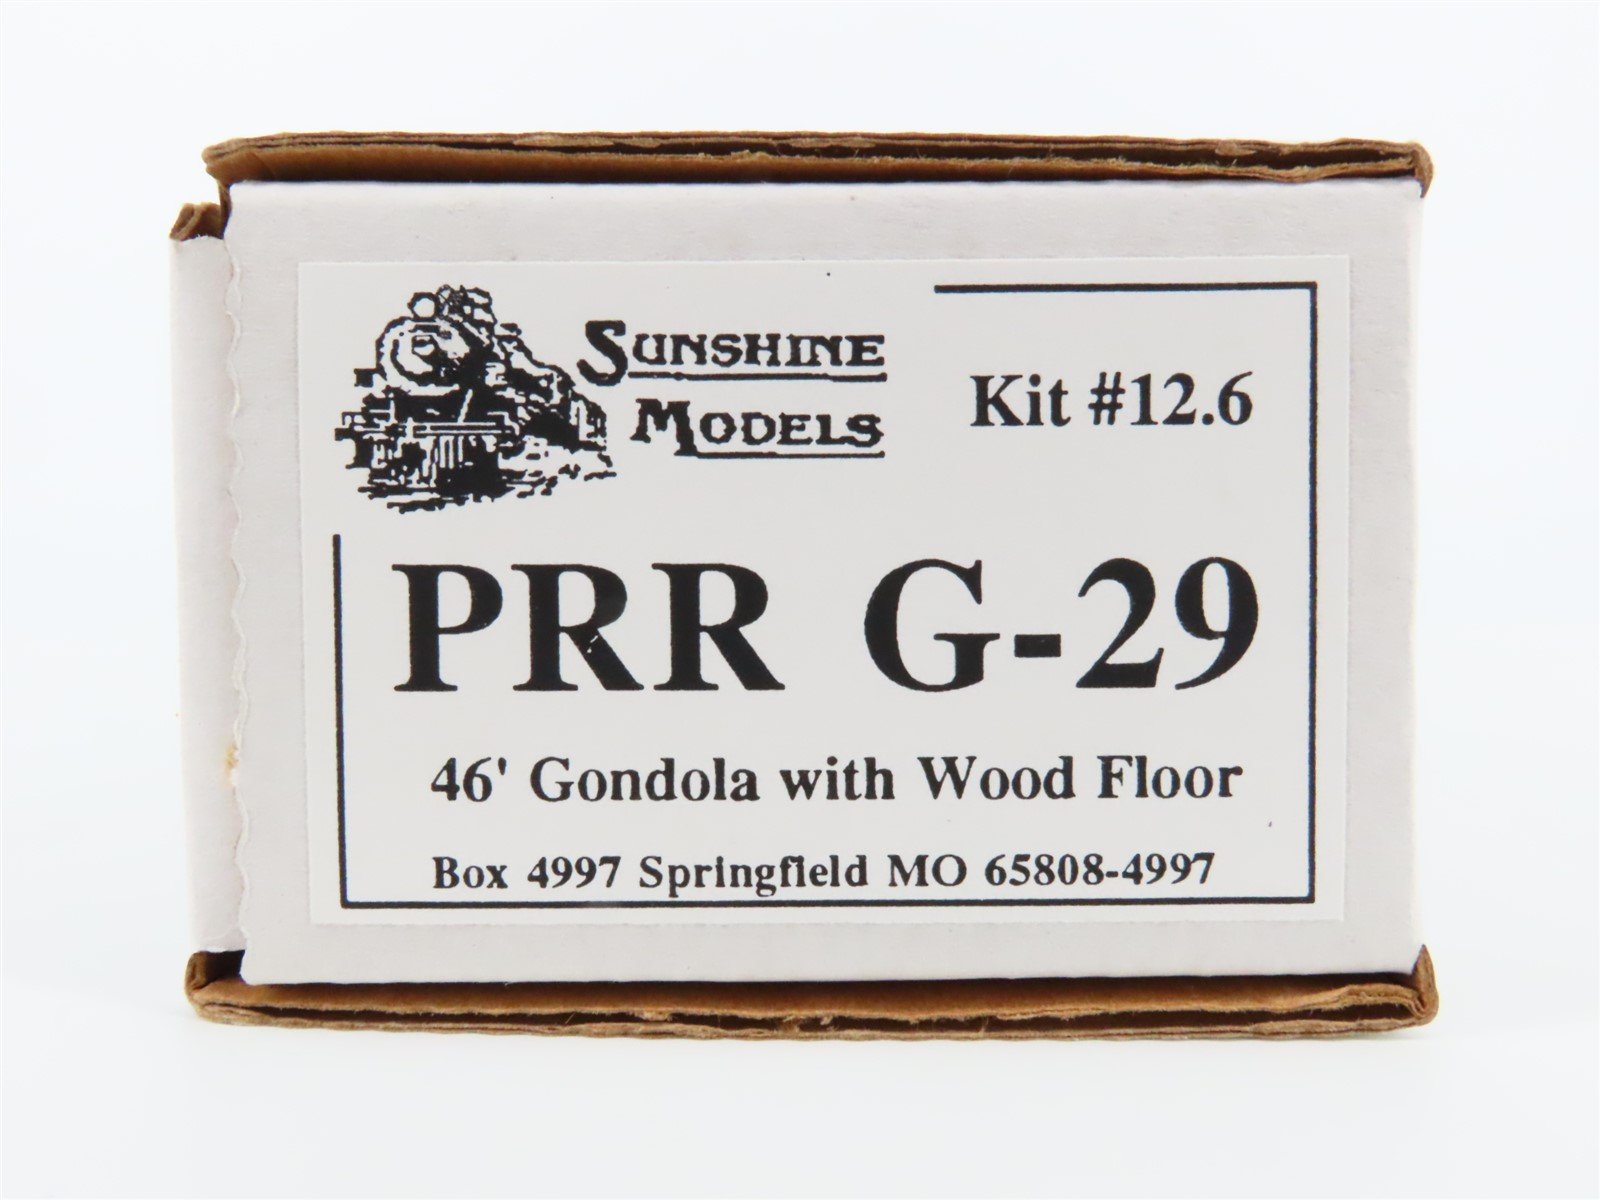 SUNSHINE
MODELS
Kit #12.6
PRR G-29
46' Gondola with Wood Floor
Box 4997 Springfield MO 65808-4997